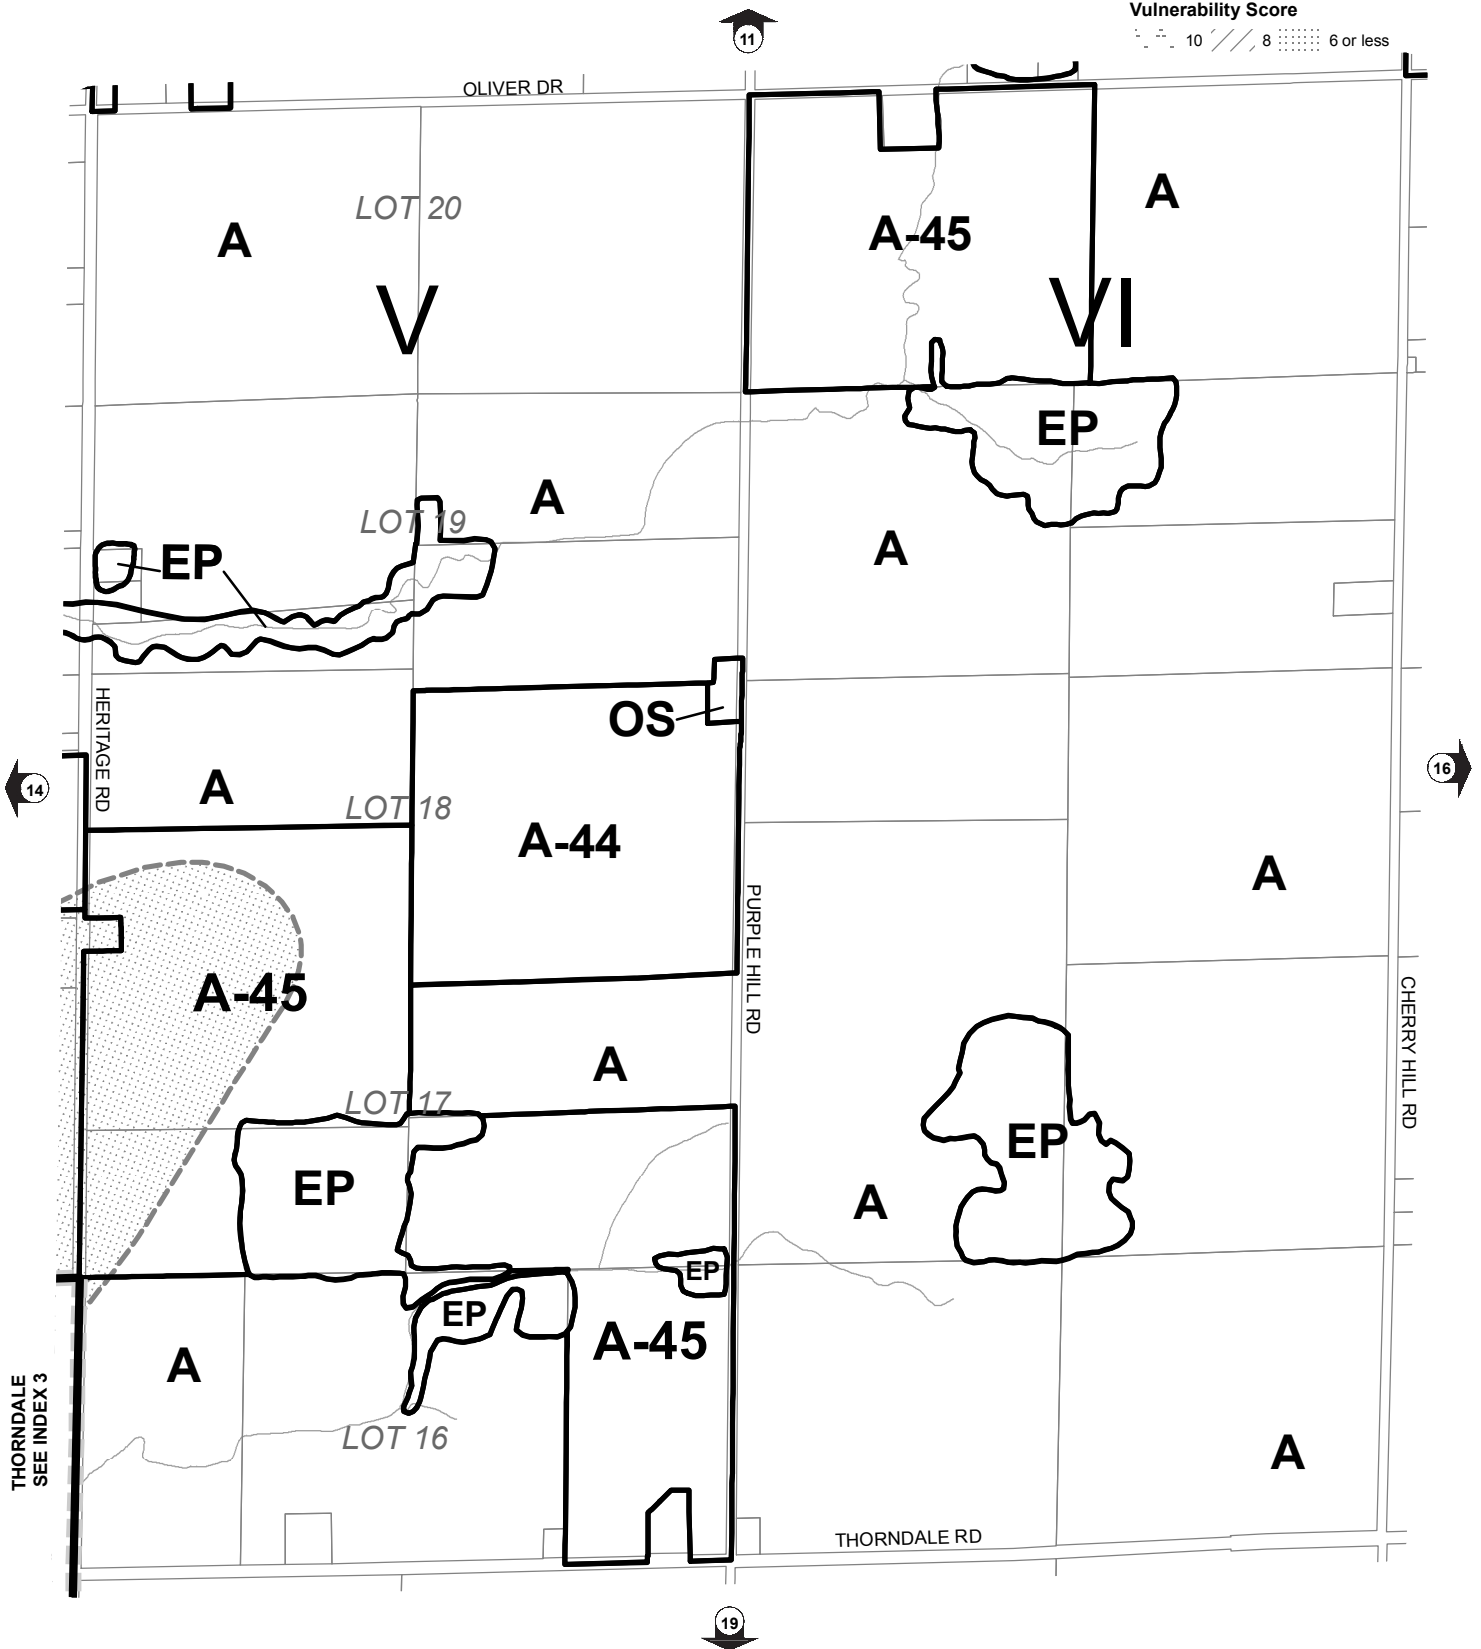 Vulnerability Score
10 8 6 or less
11
OLIVER DR
A
LOT 20
A-45
A
V
VI
EP
LOT 19
A
EP
A
HERITAGE RD
OS
14
16
A
LOT 18
A-44
A
PURPLE HILL RD
A-45
CHERRY HILL RD
A
LOT 17
EP
EP
A
EP
EP
A-45
A
THORNDALE
SEE INDEX 3
LOT 16
A
THORNDALE RD
19